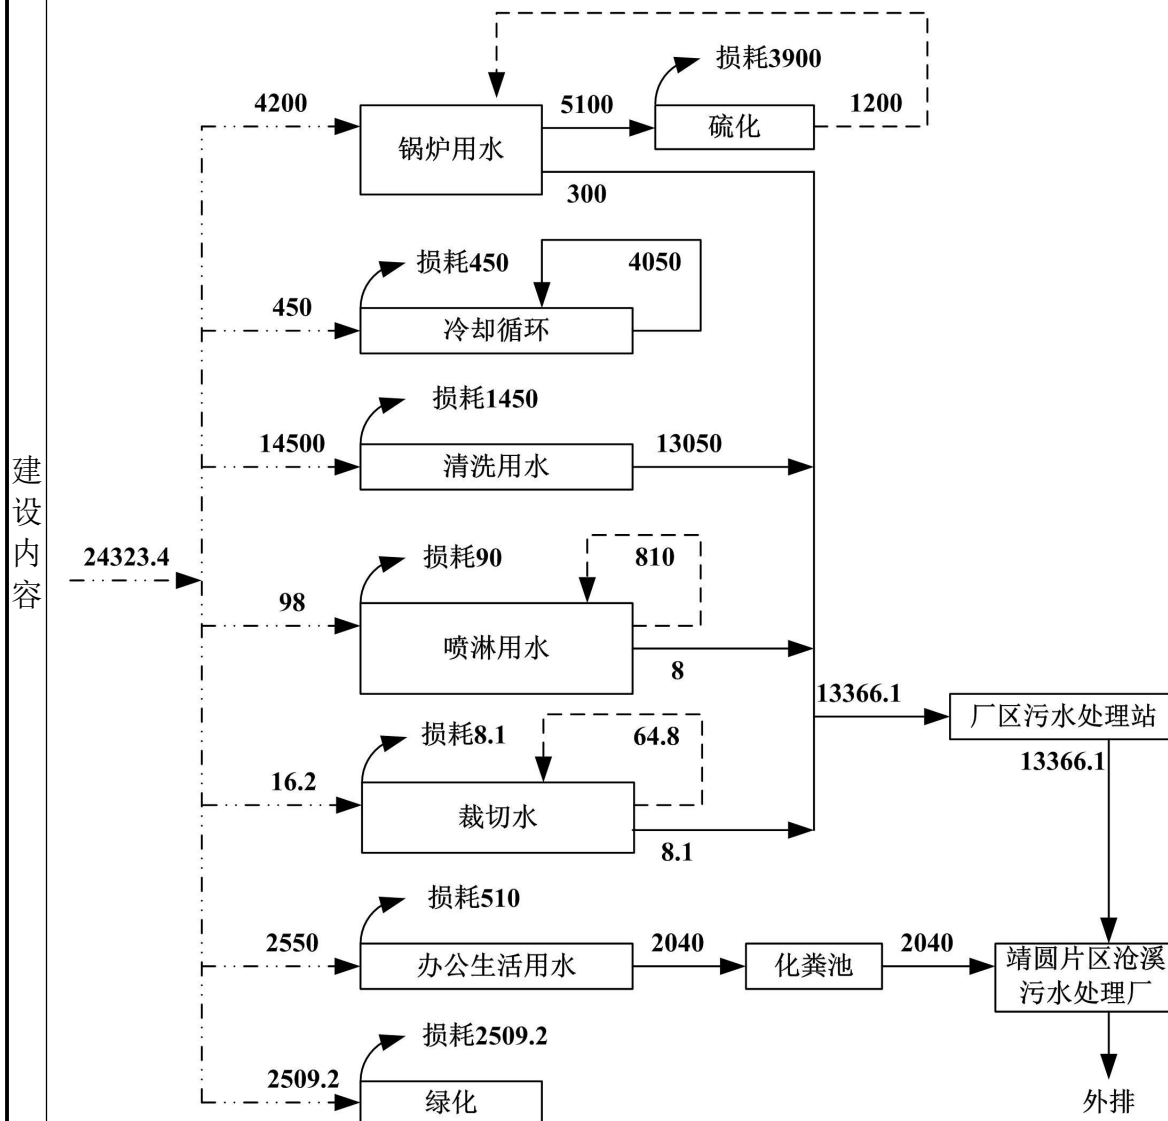 建设内容
24323.4
4200
锅炉用水
5100
损耗3900
硫化
1200
300
450
损耗450
冷却循环
4050
14500
损耗1450
清洗用水
13050
98
损耗90
喷淋用水
810
8
16.2
损耗8.1
裁切水
64.8
8.1
13366.1
厂区污水处理站
13366.1
2550
损耗510
办公生活用水
2040
化粪池
2040
靖圆片区沧溪
污水处理厂
外排
2509.2
损耗2509.2
绿化